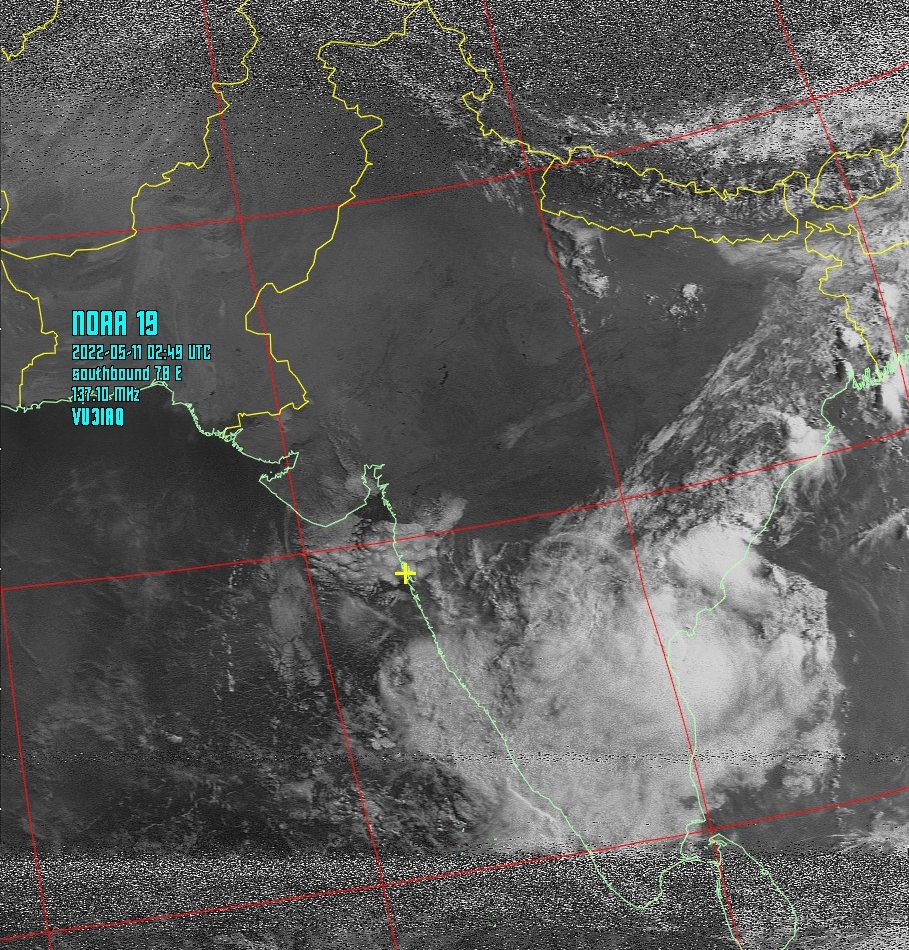 NOAA 19
2022-05-11 02:49 UTC
southbound 78 E
137.10 MHz
VU3IAQ